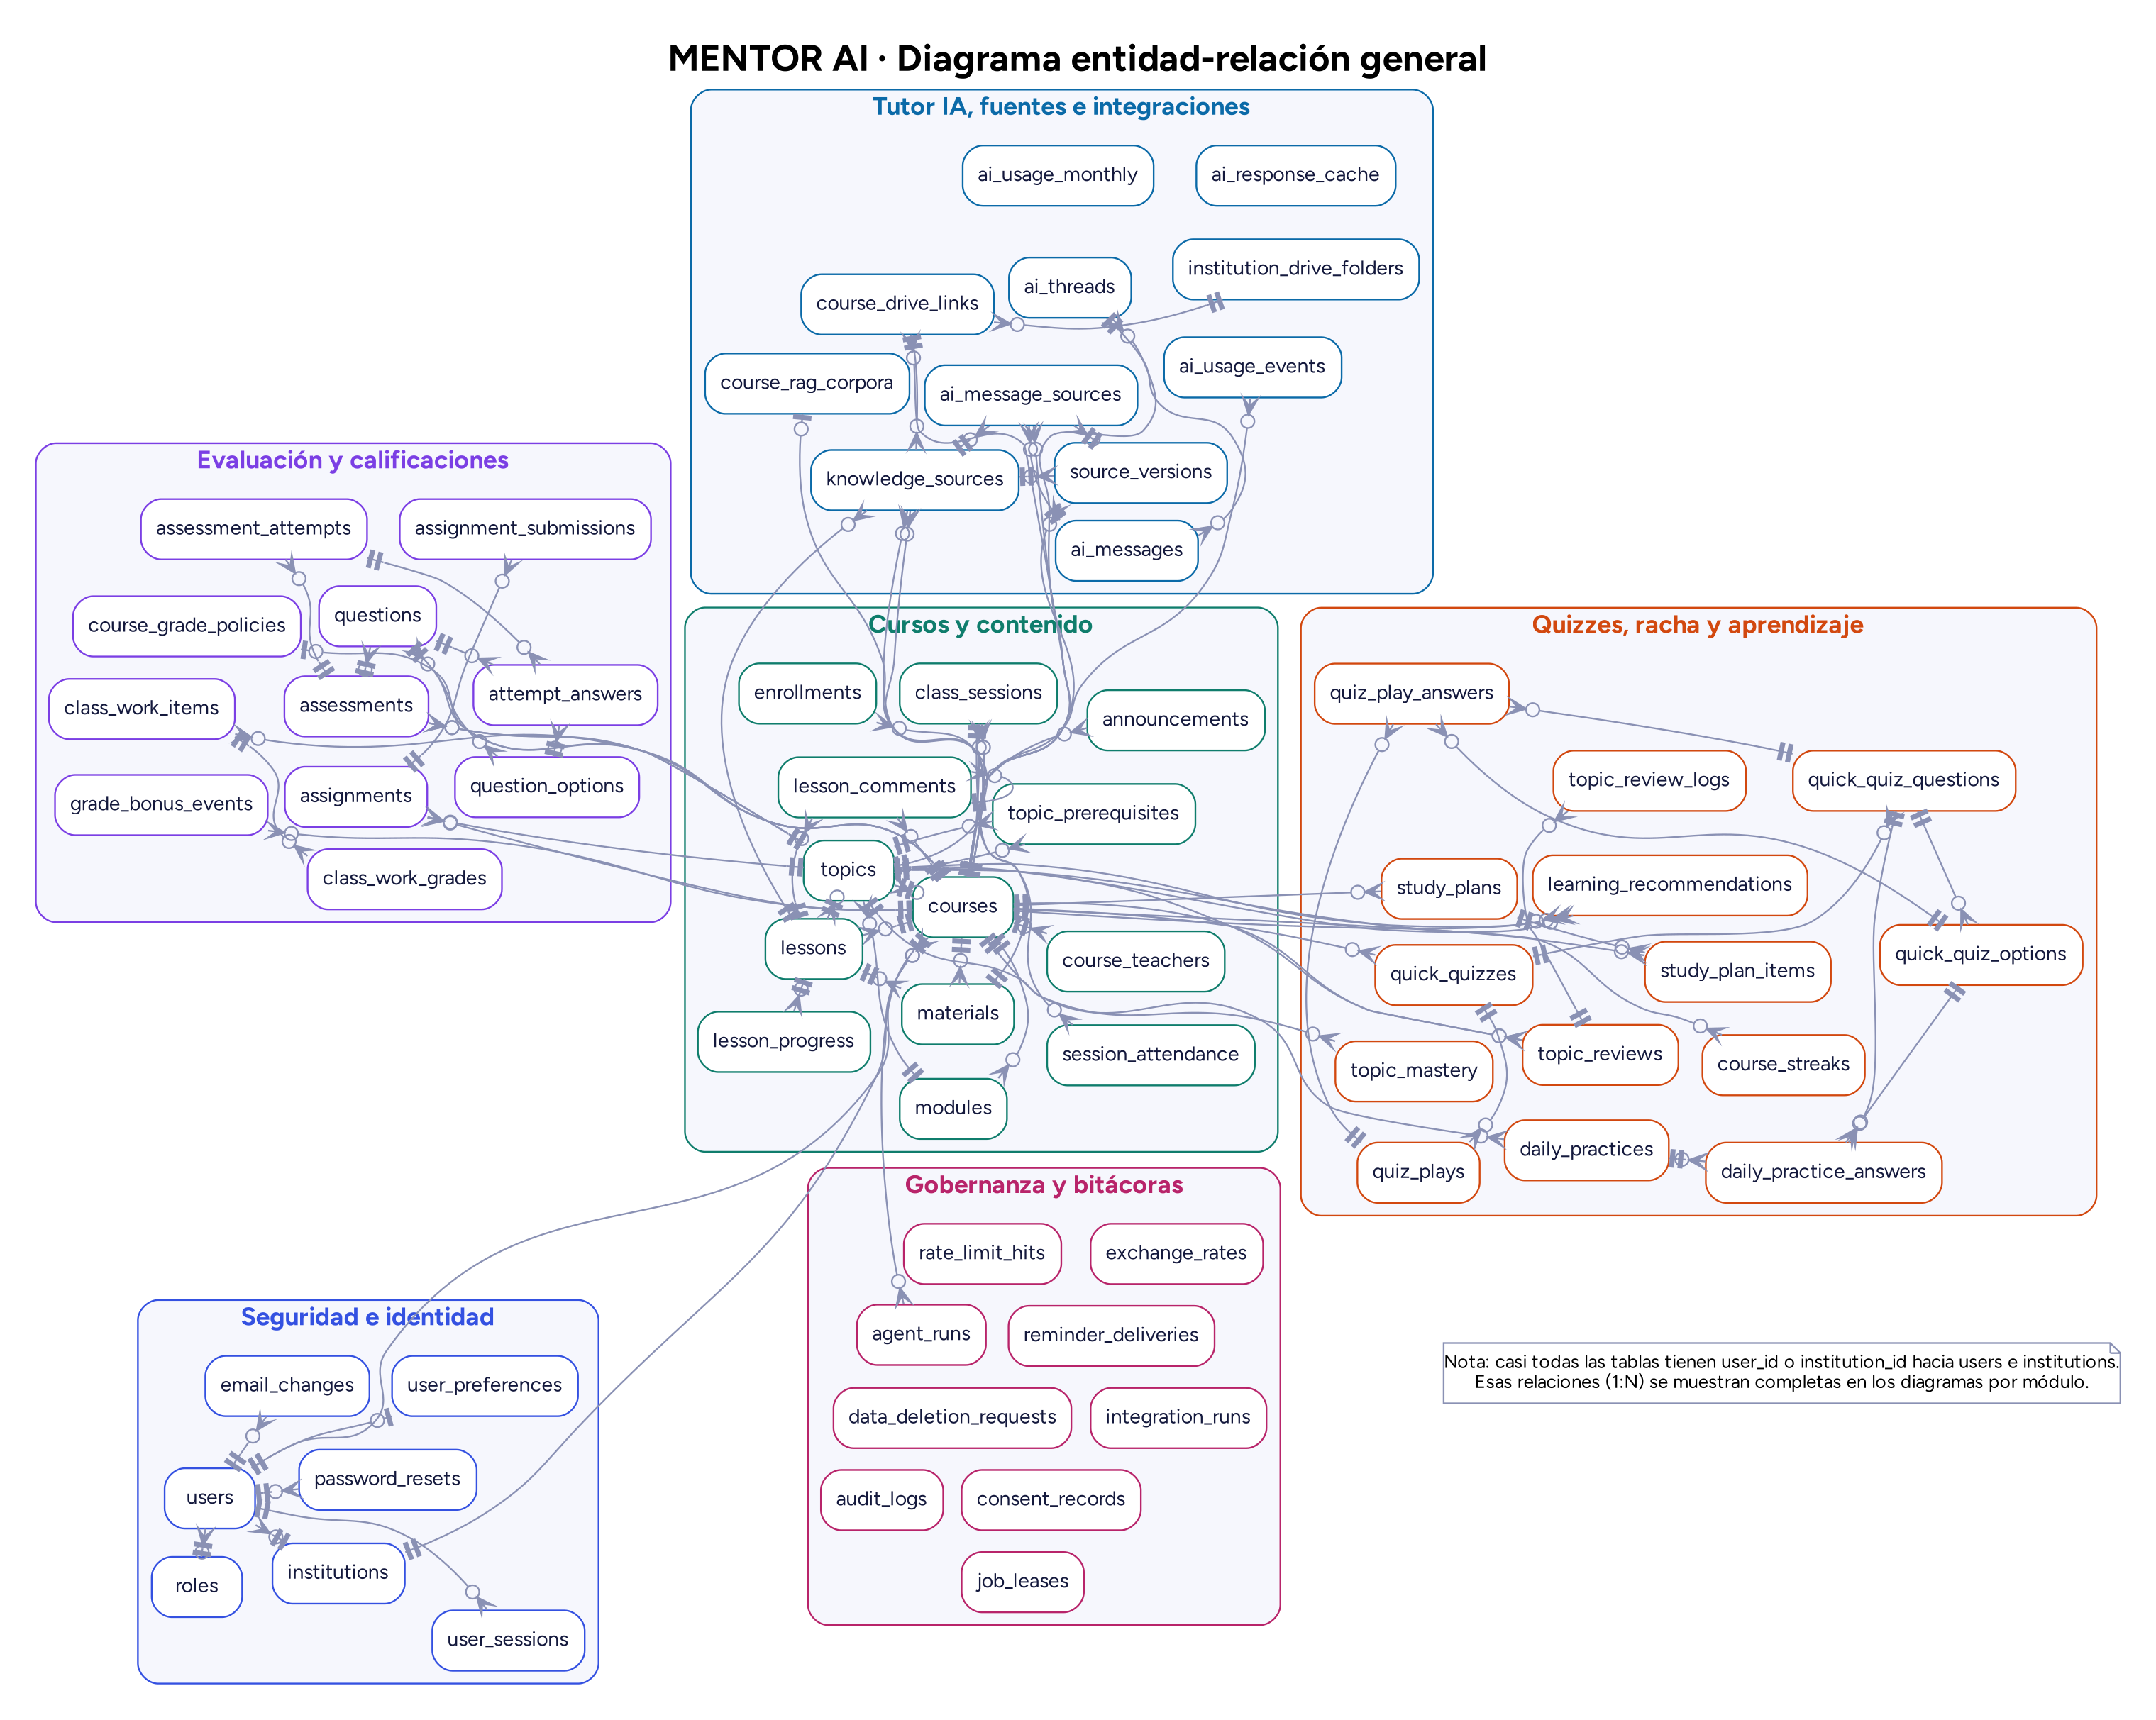 MENTOR AI · Diagrama entidad-relación general
Tutor IA, fuentes e integraciones
ai_usage_monthly
ai_response_cache
institution_drive_folders
ai_threads
course_drive_links
ai_usage_events
course_rag_corpora
ai_message_sources
source_versions
knowledge_sources
ai_messages
Evaluación y calificaciones
assessment_attempts
assignment_submissions
questions
course_grade_policies
attempt_answers
class_work_items
assessments
question_options
assignments
grade_bonus_events
class_work_grades
Cursos y contenido
enrollments
class_sessions
announcements
lesson_comments
topic_prerequisites
topics
courses
lessons
course_teachers
materials
lesson_progress
session_attendance
modules
Quizzes, racha y aprendizaje
quiz_play_answers
topic_review_logs
quick_quiz_questions
study_plans
learning_recommendations
quick_quiz_options
quick_quizzes
study_plan_items
topic_reviews
course_streaks
topic_mastery
daily_practices
quiz_plays
daily_practice_answers
Gobernanza y bitácoras
rate_limit_hits
exchange_rates
agent_runs
reminder_deliveries
data_deletion_requests
integration_runs
audit_logs
consent_records
job_leases
Seguridad e identidad
email_changes
user_preferences
password_resets
users
institutions
roles
user_sessions
Nota: casi todas las tablas tienen user_id o institution_id hacia users e institutions.
Esas relaciones (1:N) se muestran completas en los diagramas por módulo.